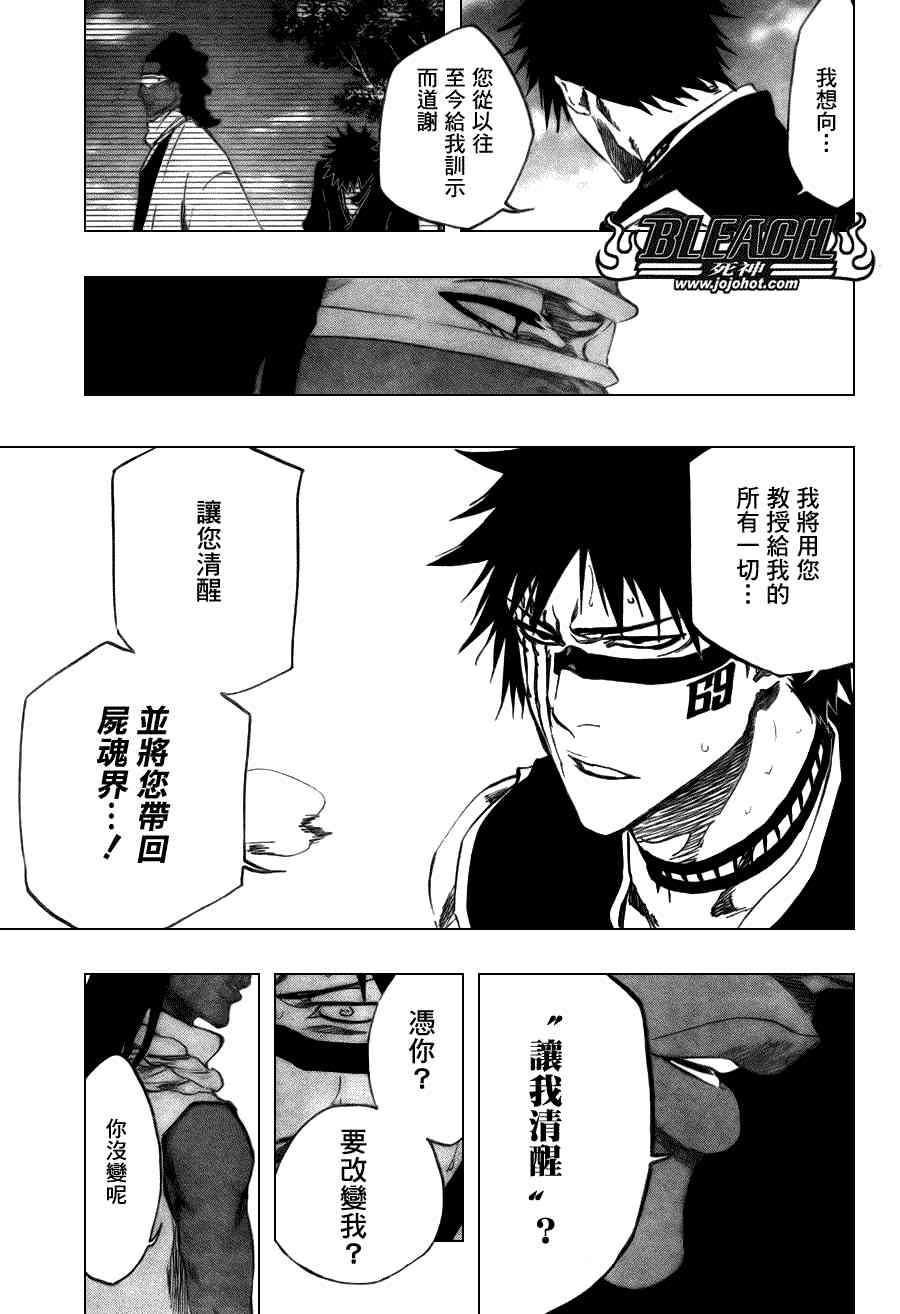 我想向…
您從以往
至今給我訓示
而道謝
BLEACH
死神
www.jojohot.com
我將用您
教授給我的
所有一切…
69
讓您清醒
並將您帶回
屍魂界…！
〝讓我清醒〞？
憑你？
要改變我？
你沒變呢